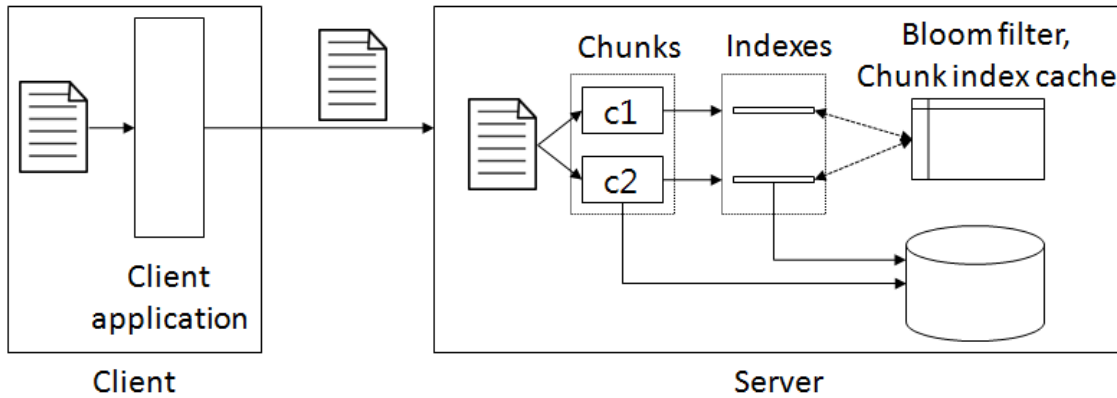 Client
application
Client
Chunks
Indexes
Bloom filter,
Chunk index cache
c1
c2
Server